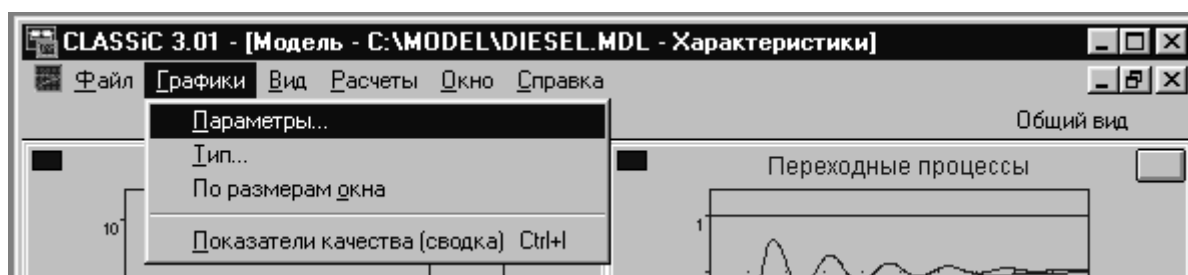 CLASSiC 3.01 - [Модель - C:\MODEL\DIESEL.MDL - Характеристики]
Файл Графики Вид Расчеты Окно Справка
Общий вид
Параметры...
Тип...
По размерам окна
Показатели качества (сводка) Ctrl+I
Переходные процессы
10
1